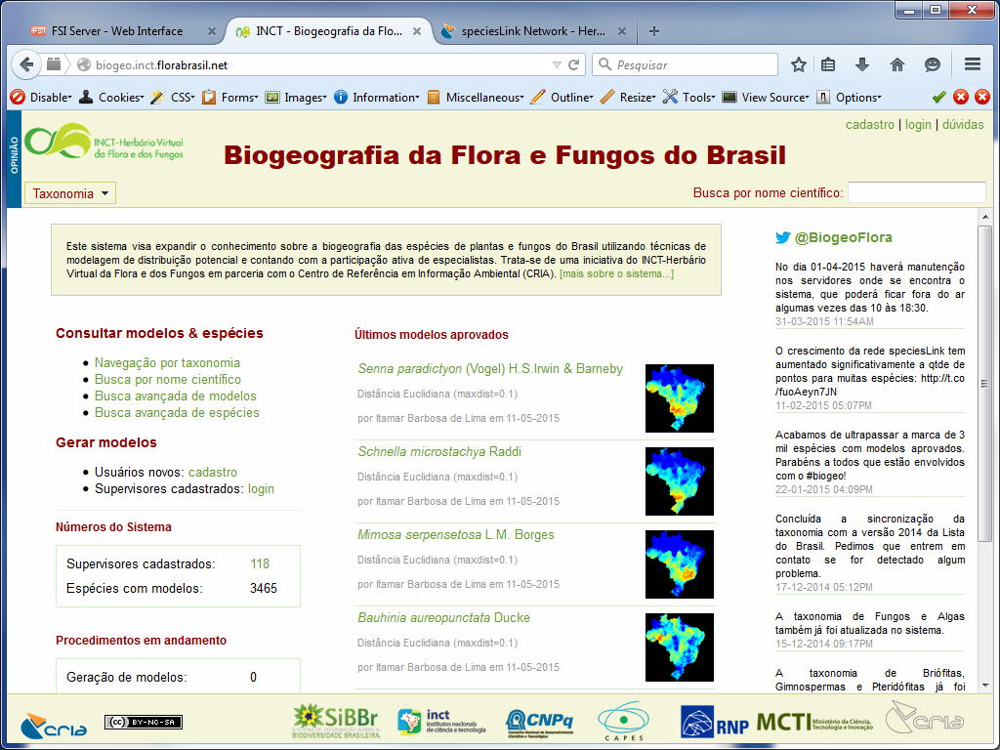 FSI Server - Web Interface
INCT - Biogeografia da Flo...
speciesLink Network - Her...
biogeo.inct.florabrasil.net
Pesquisar
Disable Cookies CSS Forms Images Information Miscellaneous Outline Resize Tools View Source Options
OPINIÃO
INCT-Herbário Virtual
da Flora e dos Fungos
cadastro | login | dúvidas
Biogeografia da Flora e Fungos do Brasil
Taxonomia
Busca por nome científico:
Este sistema visa expandir o conhecimento sobre a biogeografia das espécies de plantas e fungos do Brasil utilizando técnicas de
modelagem de distribuição potencial e contando com a participação ativa de especialistas. Trata-se de uma iniciativa do INCT-Herbário
Virtual da Flora e dos Fungos em parceria com o Centro de Referência em Informação Ambiental (CRIA). [mais sobre o sistema...]
Consultar modelos & espécies
Navegação por taxonomia
Busca por nome científico
Busca avançada de modelos
Busca avançada de espécies
Gerar modelos
Usuários novos: cadastro
Supervisores cadastrados: login
Números do Sistema
Supervisores cadastrados: 118
Espécies com modelos: 3465
Procedimentos em andamento
Geração de modelos: 0
Últimos modelos aprovados
Senna paradictyon (Vogel) H.S.Irwin & Barneby
Distância Euclidiana (maxdist=0.1)
por Itamar Barbosa de Lima em 11-05-2015
Schnella microstachya Raddi
Distância Euclidiana (maxdist=0.1)
por Itamar Barbosa de Lima em 11-05-2015
Mimosa serpensetosa L.M. Borges
Distância Euclidiana (maxdist=0.1)
por Itamar Barbosa de Lima em 11-05-2015
Bauhinia aureopunctata Ducke
Distância Euclidiana (maxdist=0.1)
por Itamar Barbosa de Lima em 11-05-2015
@BiogeoFlora
No dia 01-04-2015 haverá manutenção
nos servidores onde se encontra o
sistema, que poderá ficar fora do ar
algumas vezes das 10 às 18:30.
31-03-2015 11:54AM
O crescimento da rede speciesLink tem
aumentado significativamente a qtde de
pontos para muitas espécies: http://t.co
/fuoAeyn7JN
11-02-2015 05:07PM
Acabamos de ultrapassar a marca de 3
mil espécies com modelos aprovados.
Parabéns a todos que estão envolvidos
com o #biogeo!
22-01-2015 04:09PM
Concluída a sincronização da
taxonomia com a versão 2014 da Lista
do Brasil. Pedimos que entrem em
contato se for detectado algum
problema.
17-12-2014 05:12PM
A taxonomia de Fungos e Algas
também já foi atualizada no sistema.
15-12-2014 09:17PM
A taxonomia de Briófitas,
Gimnospermas e Pteridófitas já foi
cria
cc BY-NC-SA
SiBBr
SISTEMA DE INFORMAÇÃO SOBRE A
BIODIVERSIDADE BRASILEIRA
inct
institutos nacionais
de ciência e tecnologia
CNPq
Conselho Nacional de Desenvolvimento
Científico e Tecnológico
CAPES
RNP
MCTI
Ministério da Ciência,
Tecnologia e Inovação
cria